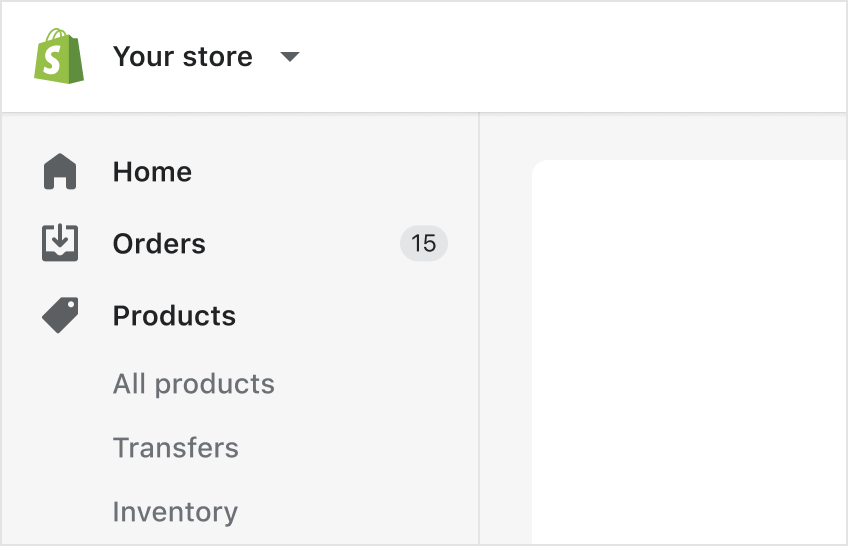 Your store
Home
Orders 15
Products
All products
Transfers
Inventory